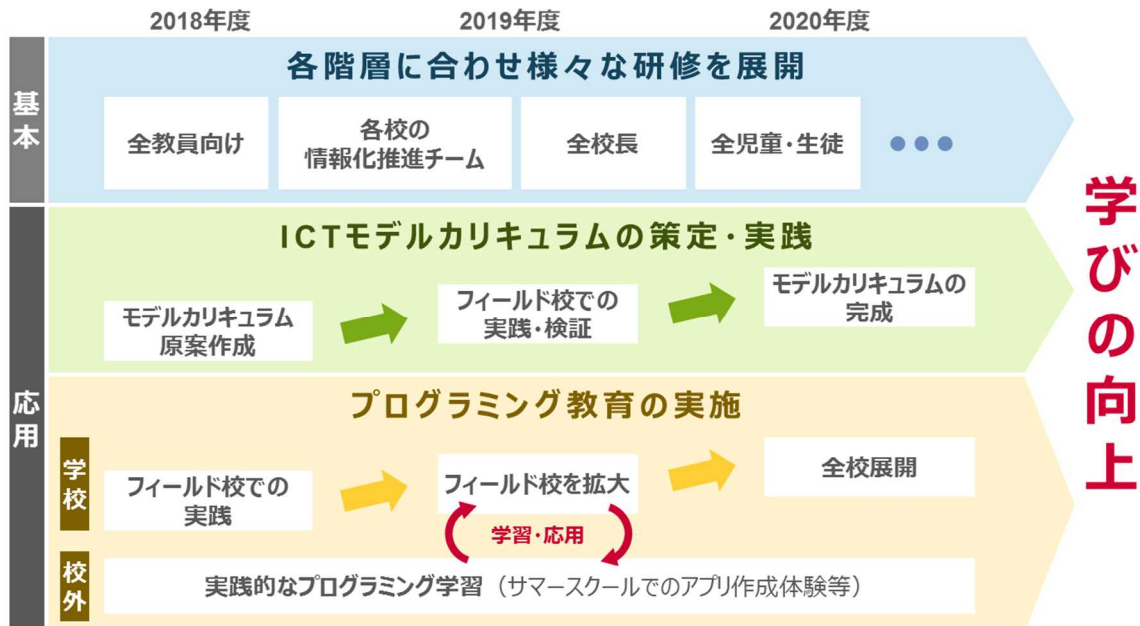 2018年度
2019年度
2020年度
基本
各階層に合わせ様々な研修を展開
全教員向け
各校の
情報化推進チーム
全校長
全児童・生徒
●●●
応用
ICTモデルカリキュラムの策定・実践
モデルカリキュラム
原案作成
フィールド校での
実践・検証
モデルカリキュラムの
完成
プログラミング教育の実施
学校
フィールド校での
実践
フィールド校を拡大
全校展開
学習・応用
校外
実践的なプログラミング学習（サマースクールでのアプリ作成体験等）
学びの向上